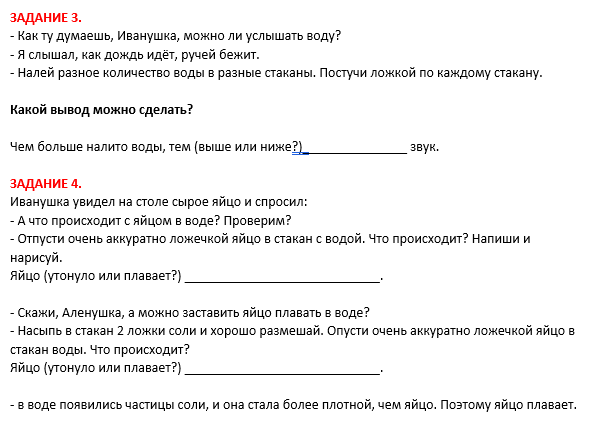 ЗАДАНИЕ 3.
- Как ту думаешь, Иванушка, можно ли услышать воду?
- Я слышал, как дождь идёт, ручей бежит.
- Налей разное количество воды в разные стаканы. Постучи ложкой по каждому стакану.
Какой вывод можно сделать?
Чем больше налито воды, тем (выше или ниже?)_______________ звук.
ЗАДАНИЕ 4.
Иванушка увидел на столе сырое яйцо и спросил:
- А что происходит с яйцом в воде? Проверим?
- Отпусти очень аккуратно ложечкой яйцо в стакан с водой. Что происходит? Напиши и
нарисуй.
Яйцо (утонуло или плавает?) ____________________________.
- Скажи, Аленушка, а можно заставить яйцо плавать в воде?
- Насыпь в стакан 2 ложки соли и хорошо размешай. Опусти очень аккуратно ложечкой яйцо в
стакан воды. Что происходит?
Яйцо (утонуло или плавает?) ____________________________.
- в воде появились частицы соли, и она стала более плотной, чем яйцо. Поэтому яйцо плавает.